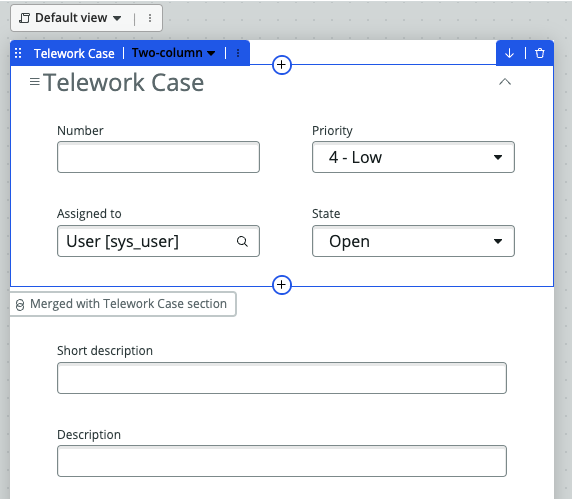 Default view
Telework Case Two-column
Telework Case
Number Priority
4 - Low
Assigned to State
User [sys_user] Open
Merged with Telework Case section
Short description
Description